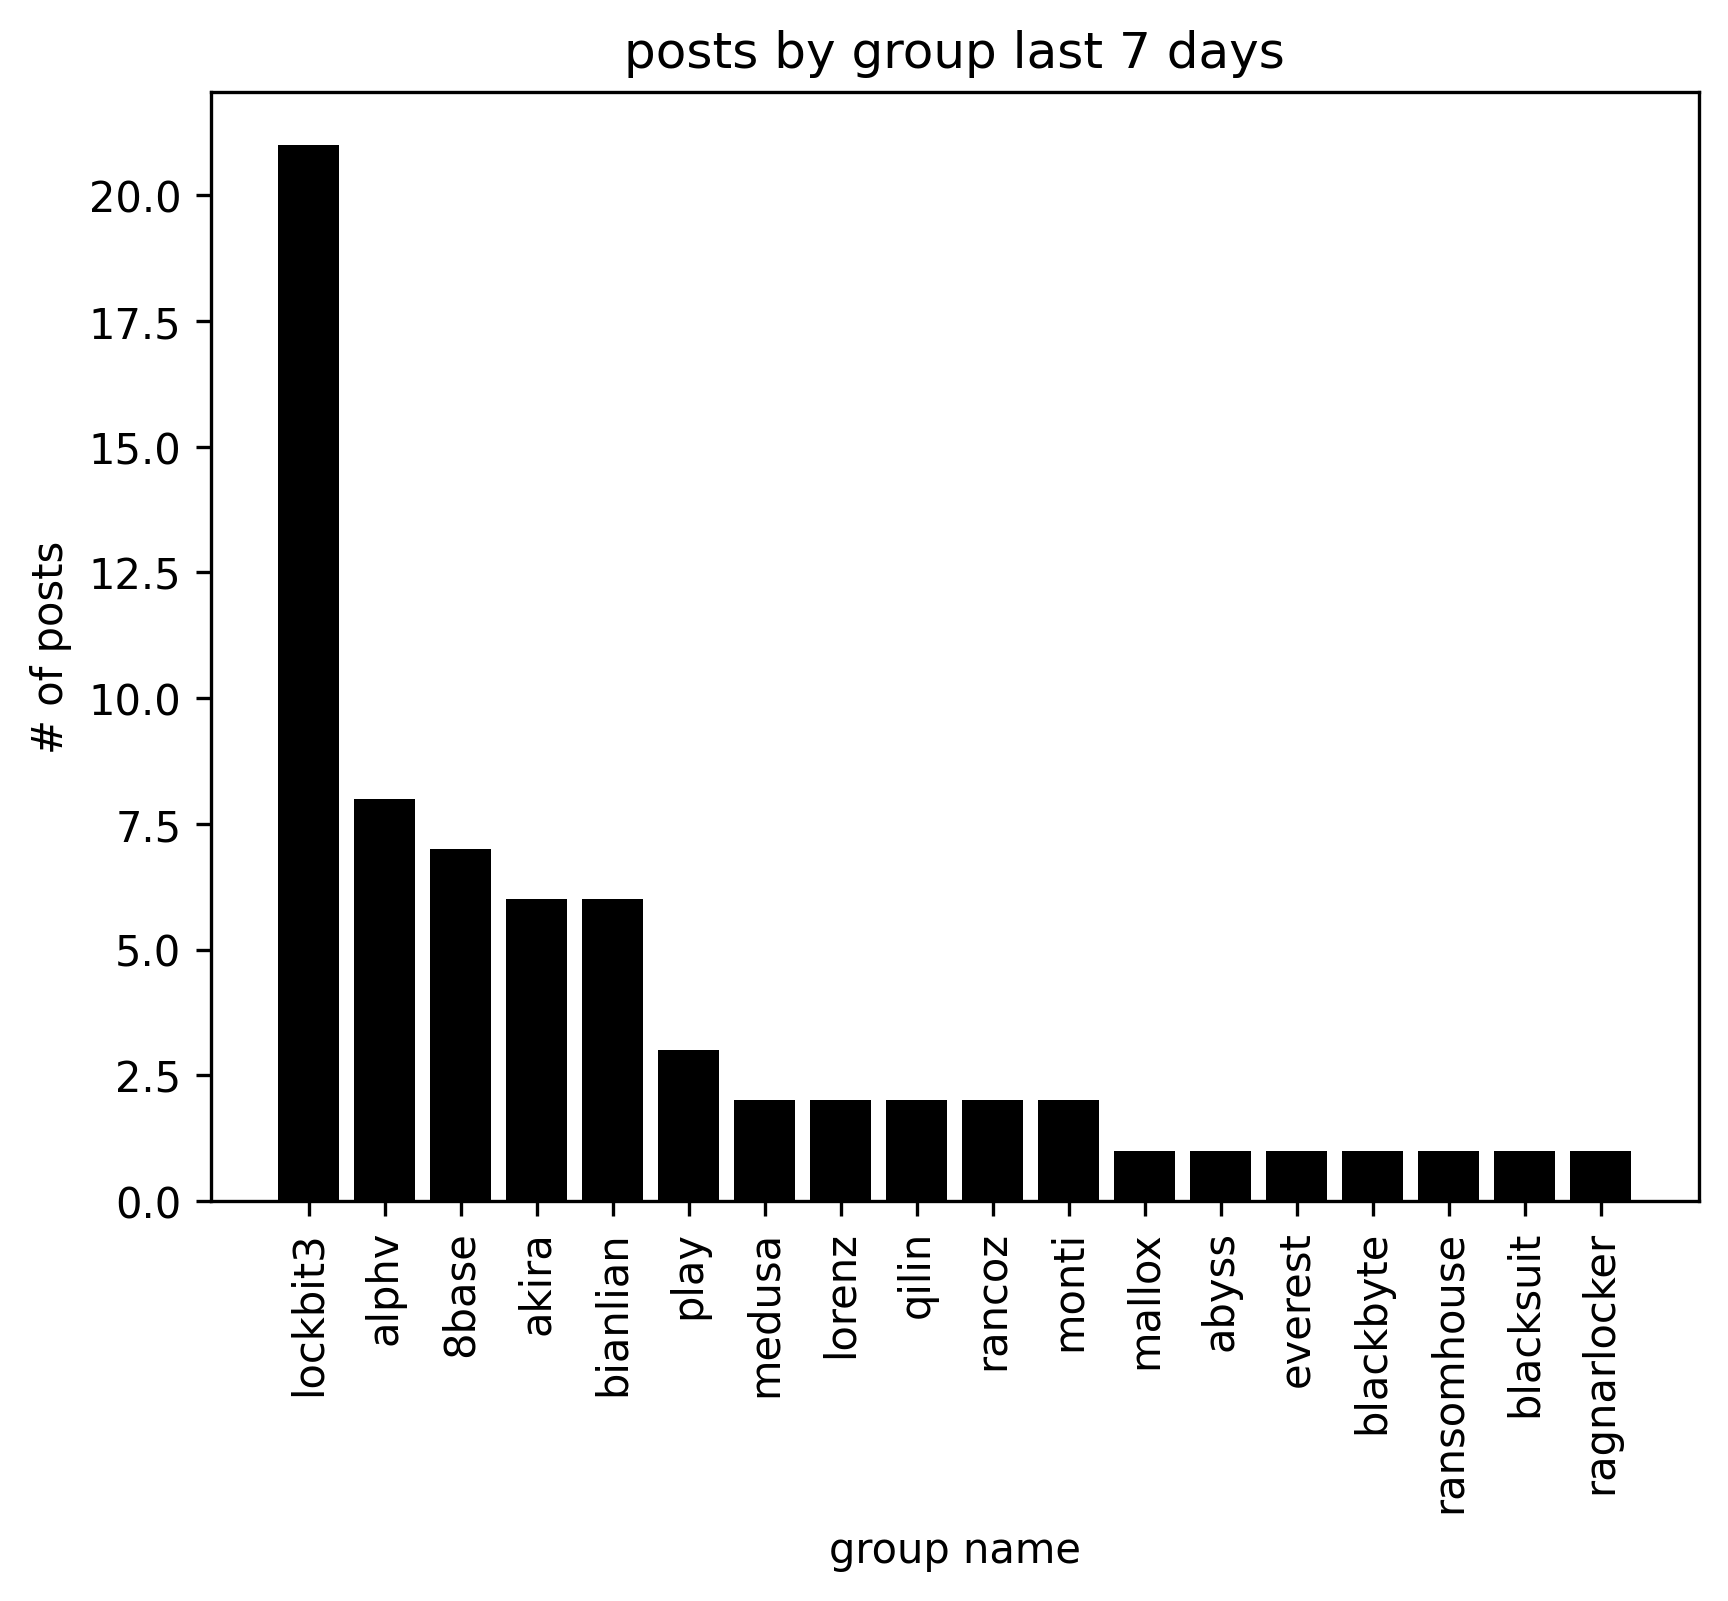 posts by group last 7 days
# of posts
20.0
17.5
15.0
12.5
10.0
7.5
5.0
2.5
0.0
lockbit3
alphv
8base
akira
bianlian
play
medusa
lorenz
qilin
rancoz
monti
mallox
abyss
everest
blackbyte
ransomhouse
blacksuit
ragnarlocker
group name